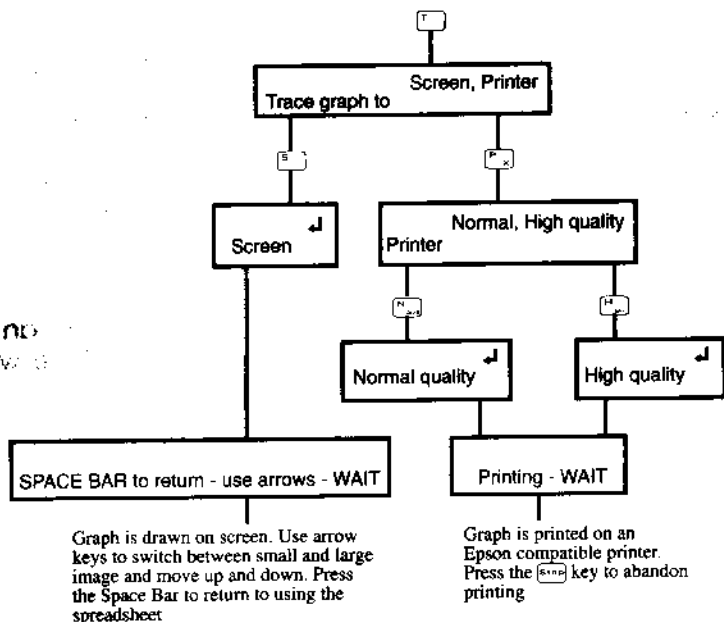 T
Screen, Printer
Trace graph to
S
P
Screen
Normal, High quality
Printer
N
H
Normal quality
High quality
SPACE BAR to return - use arrows - WAIT
Printing - WAIT
Graph is drawn on screen. Use arrow
keys to switch between small and large
image and move up and down. Press
the Space Bar to return to using the
spreadsheet
Graph is printed on an
Epson compatible printer.
Press the STOP key to abandon
printing